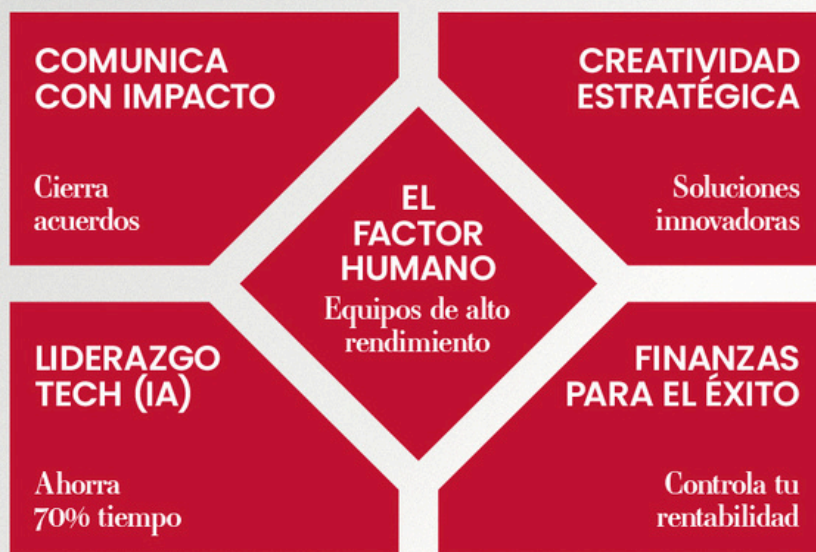 COMUNICA
CON IMPACTO
Cierra
acuerdos
CREATIVIDAD
ESTRATÉGICA
Soluciones
innovadoras
EL
FACTOR
HUMANO
Equipos de alto
rendimiento
LIDERAZGO
TECH (IA)
Ahorra
70% tiempo
FINANZAS
PARA EL ÉXITO
Controla tu
rentabilidad